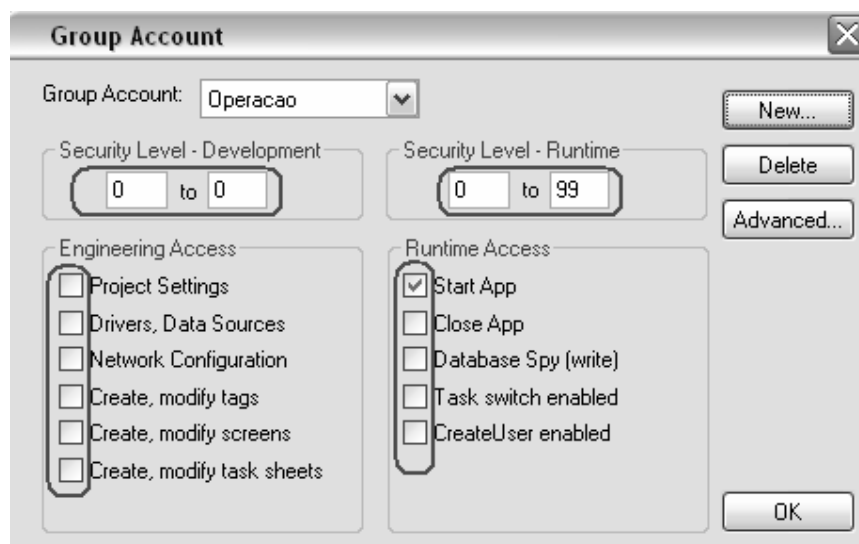 Group Account
Group Account: Operacao
New...
Security Level - Development
0 to 0
Security Level - Runtime
0 to 99
Delete
Advanced...
Engineering Access
Project Settings
Drivers, Data Sources
Network Configuration
Create, modify tags
Create, modify screens
Create, modify task sheets
Runtime Access
Start App
Close App
Database Spy (write)
Task switch enabled
CreateUser enabled
OK